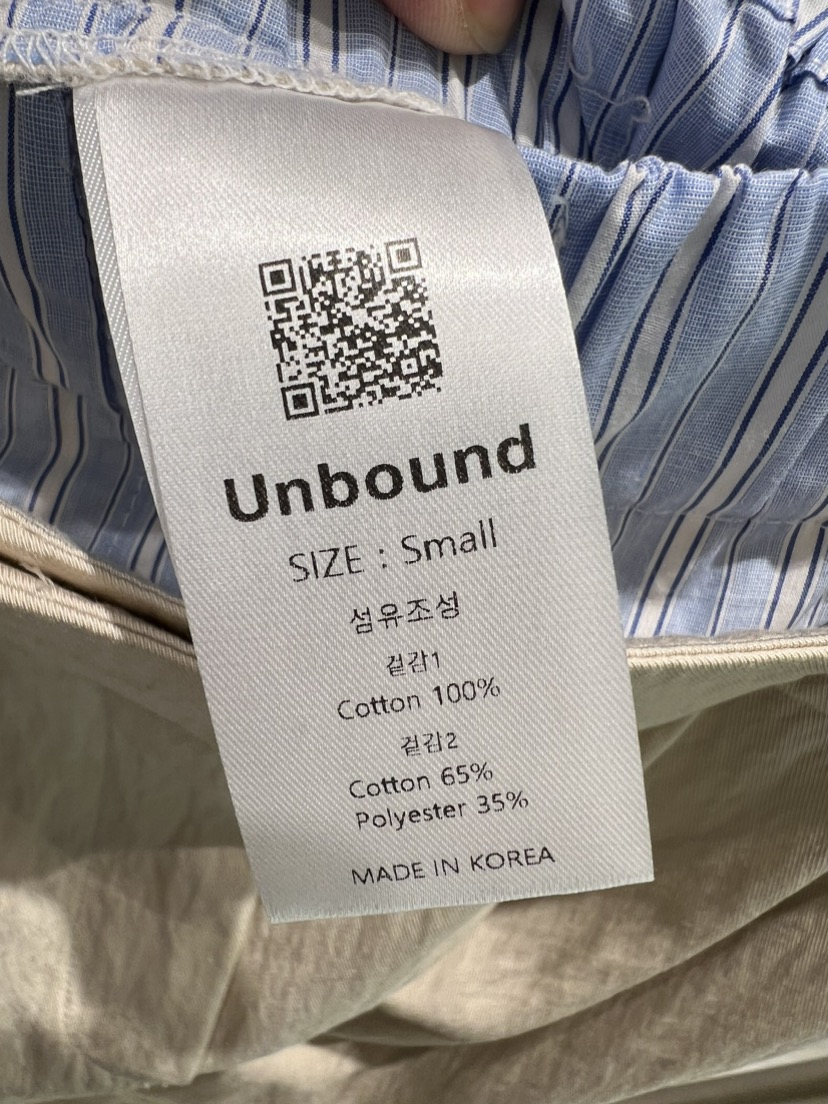 Unbound
SIZE : Small
섬유조성
겉감1
Cotton 100%
겉감2
Cotton 65%
Polyester 35%
MADE IN KOREA